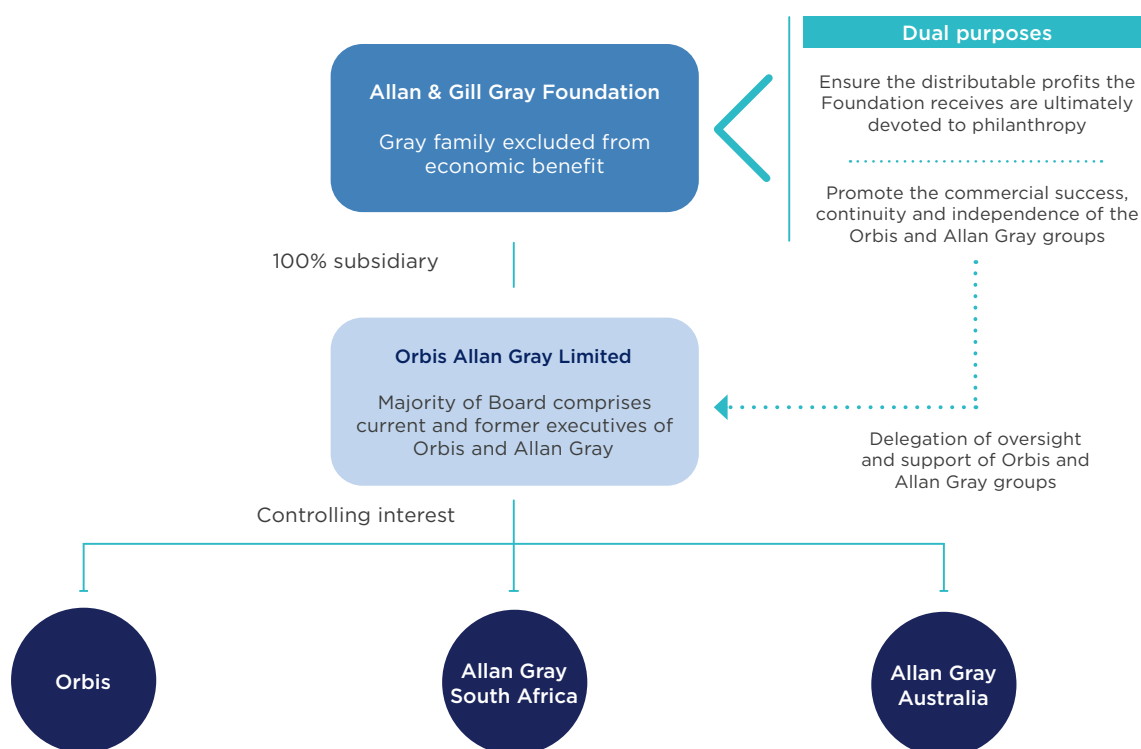 Dual purposes
Allan & Gill Gray Foundation
Gray family excluded from
economic benefit
Ensure the distributable profits the
Foundation receives are ultimately
devoted to philanthropy
Promote the commercial success,
continuity and independence of the
Orbis and Allan Gray groups
100% subsidiary
Orbis Allan Gray Limited
Majority of Board comprises
current and former executives of
Orbis and Allan Gray
Delegation of oversight
and support of Orbis and
Allan Gray groups
Controlling interest
Orbis
Allan Gray
South Africa
Allan Gray
Australia